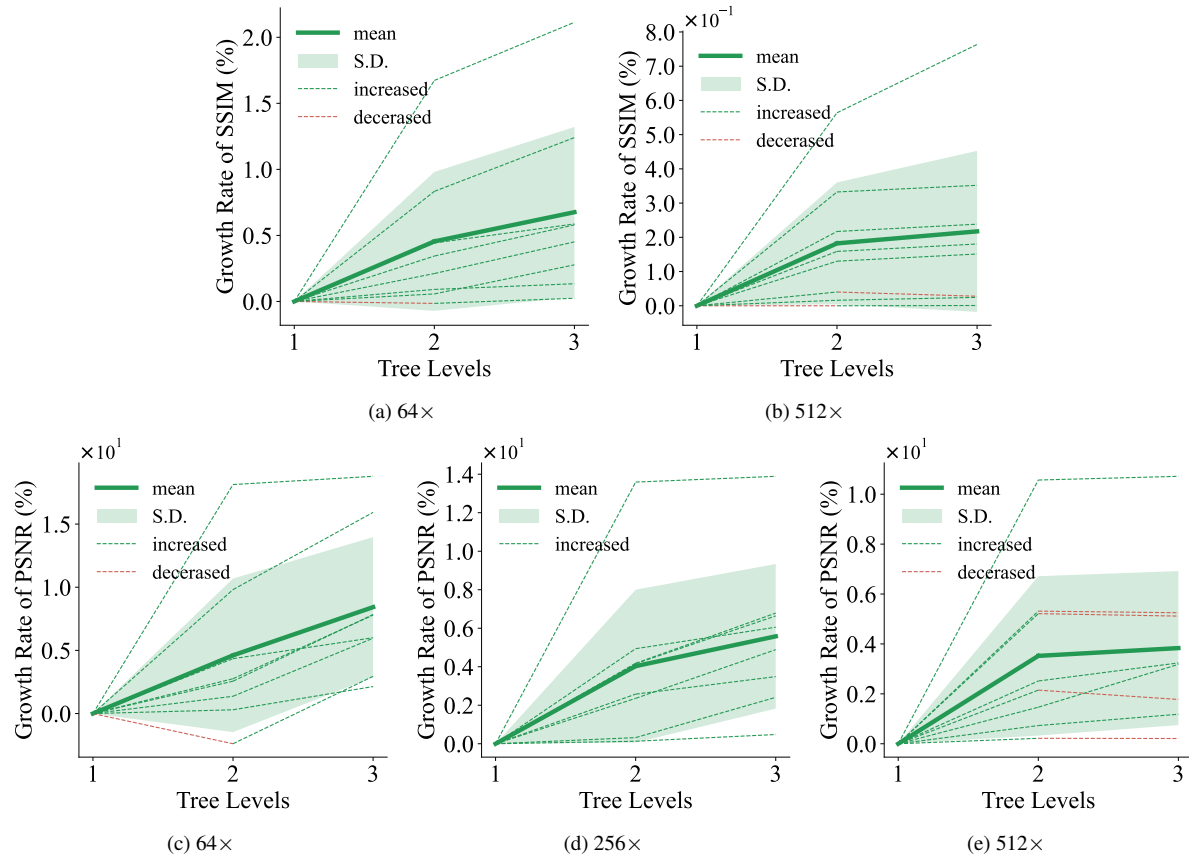 Growth Rate of SSIM (%)
2.0
1.5
1.0
0.5
0.0
mean
S.D.
increased
decerased
1 2 3
Tree Levels
(a) 64×
×10⁻¹
Growth Rate of SSIM (%)
8.0
7.0
6.0
5.0
4.0
3.0
2.0
1.0
0.0
mean
S.D.
increased
decerased
1 2 3
Tree Levels
(b) 512×
×10¹
Growth Rate of PSNR (%)
1.5
1.0
0.5
0.0
mean
S.D.
increased
decerased
1 2 3
Tree Levels
(c) 64×
×10¹
Growth Rate of PSNR (%)
1.4
1.2
1.0
0.8
0.6
0.4
0.2
0.0
mean
S.D.
increased
1 2 3
Tree Levels
(d) 256×
×10¹
Growth Rate of PSNR (%)
1.0
0.8
0.6
0.4
0.2
0.0
mean
S.D.
increased
decerased
1 2 3
Tree Levels
(e) 512×